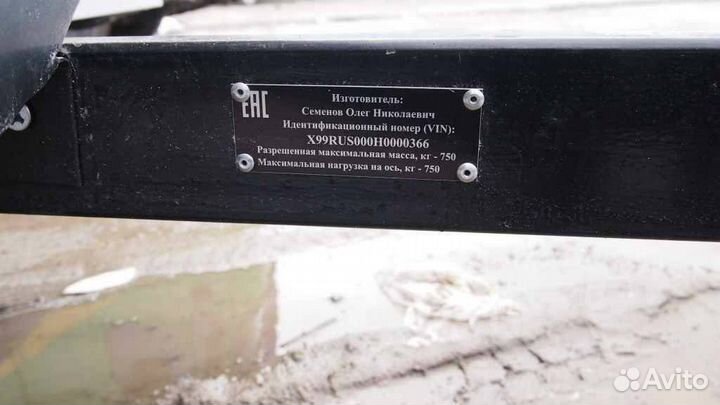 EAC
Изготовитель:
Семенов Олег Николаевич
Идентификационный номер (VIN):
X99RUS000H0000366
Разрешенная максимальная масса, кг - 750
Максимальная нагрузка на ось, кг - 750
Avito